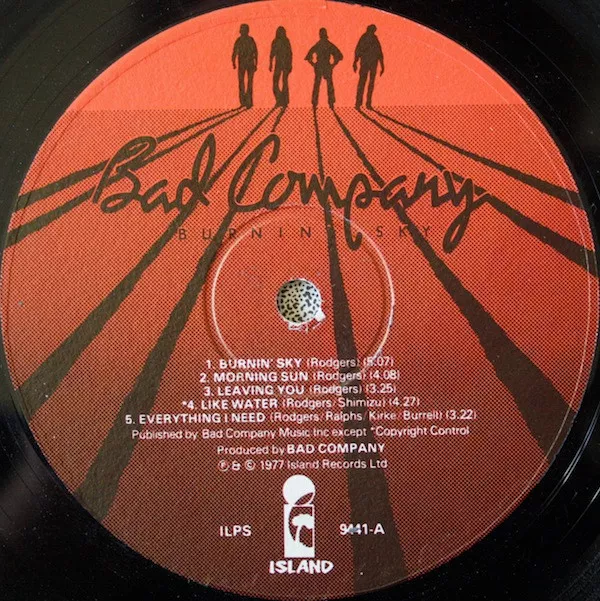 Bad Company
BURNIN' SKY
1. BURNIN' SKY (Rodgers) (5.07)
2. MORNING SUN (Rodgers) (4.08)
3. LEAVING YOU (Rodgers) (3.25)
*4. LIKE WATER (Rodgers/Shimizu) (4.27)
5. EVERYTHING I NEED (Rodgers/Ralphs/Kirke/Burrell) (3.22)
Published by Bad Company Music Inc except *Copyright Control
Produced by BAD COMPANY
℗ & © 1977 Island Records Ltd
ILPS 9441-A
ISLAND